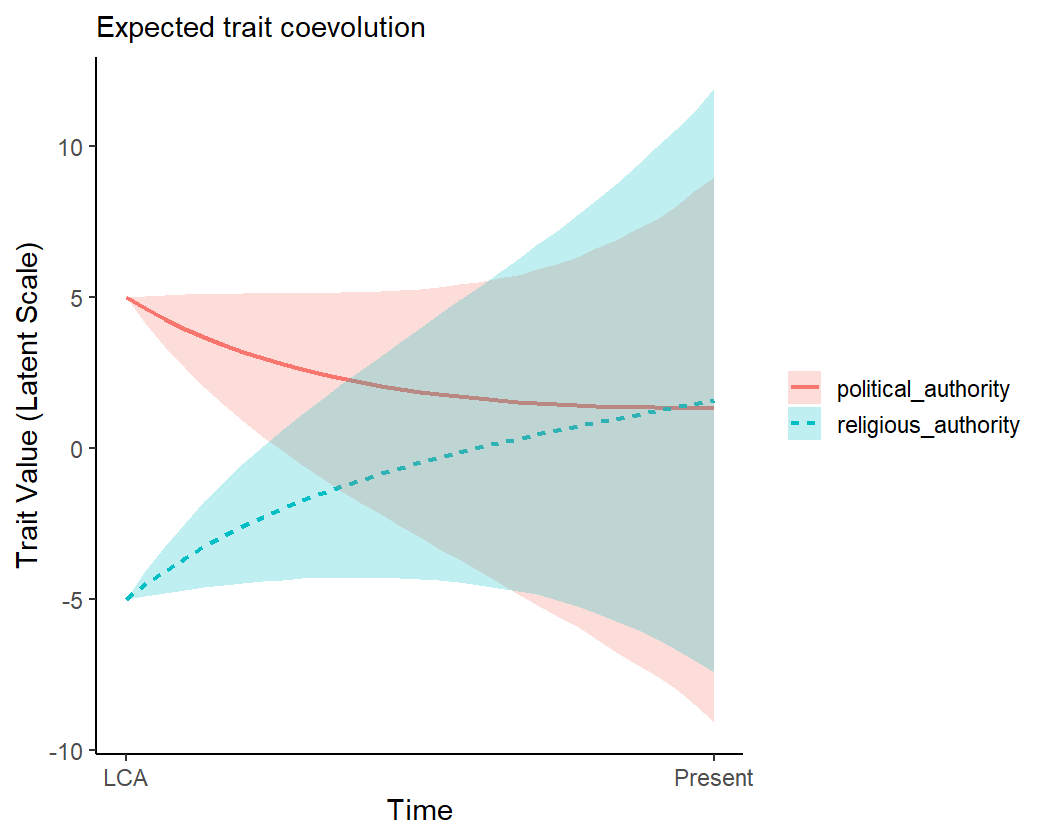 Expected trait coevolution
Trait Value (Latent Scale)
10
5
0
-5
-10
LCA
Present
Time
political_authority
religious_authority